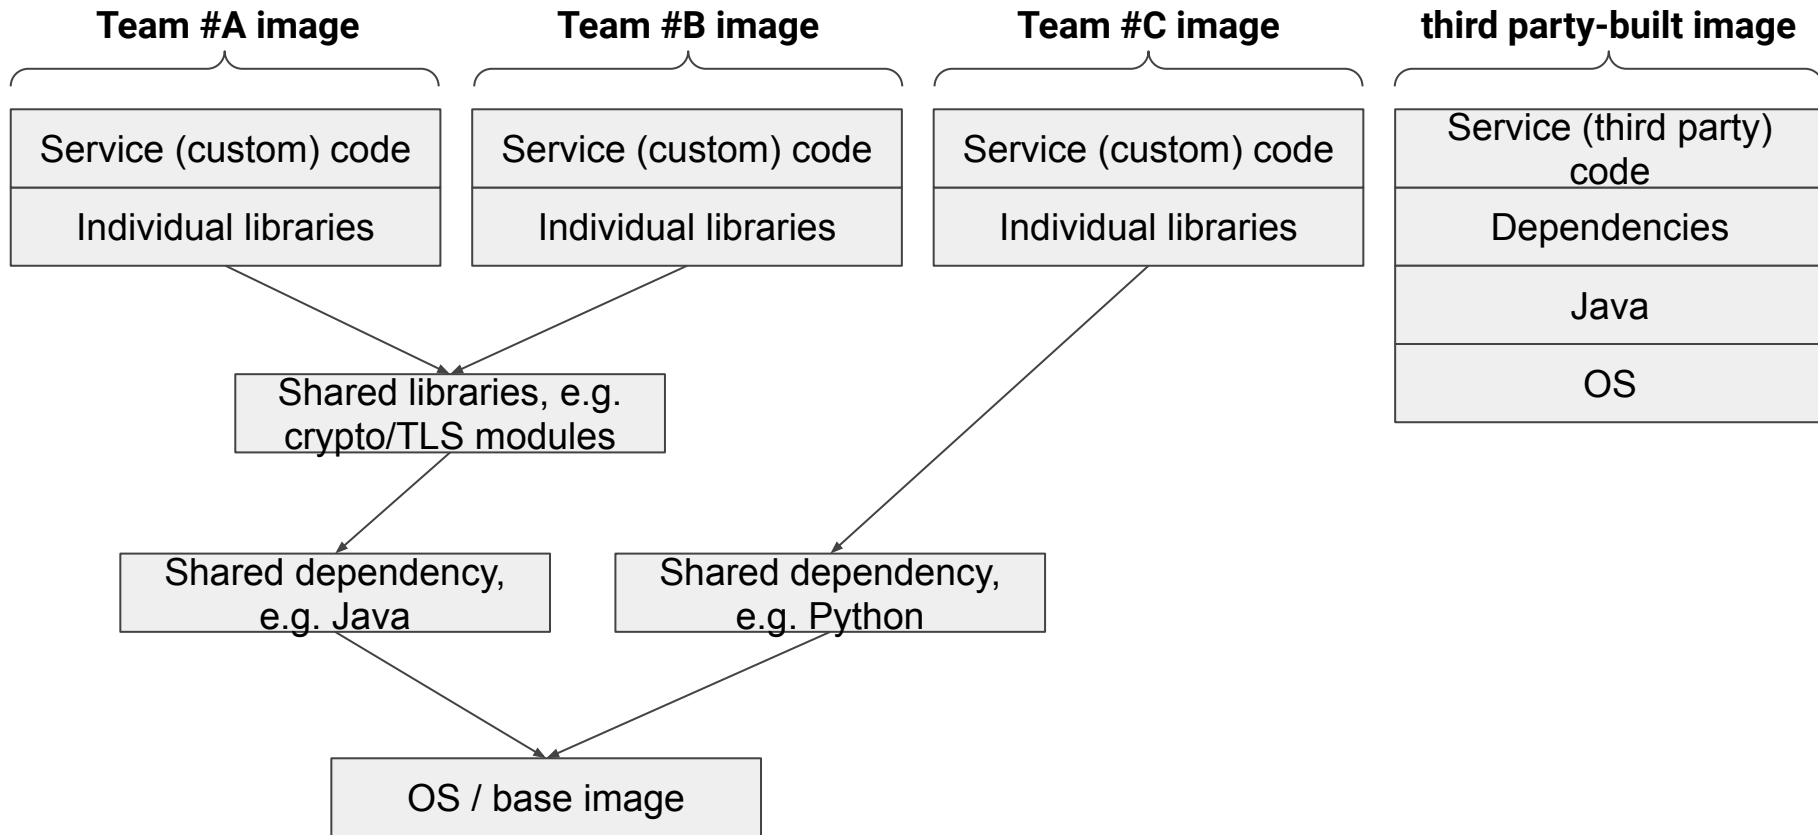 Team #A image
Team #B image
Team #C image
third party-built image
Service (custom) code
Service (custom) code
Service (custom) code
Service (third party)
code
Individual libraries
Individual libraries
Individual libraries
Dependencies
Java
OS
Shared libraries, e.g.
crypto/TLS modules
Shared dependency,
e.g. Java
Shared dependency,
e.g. Python
OS / base image